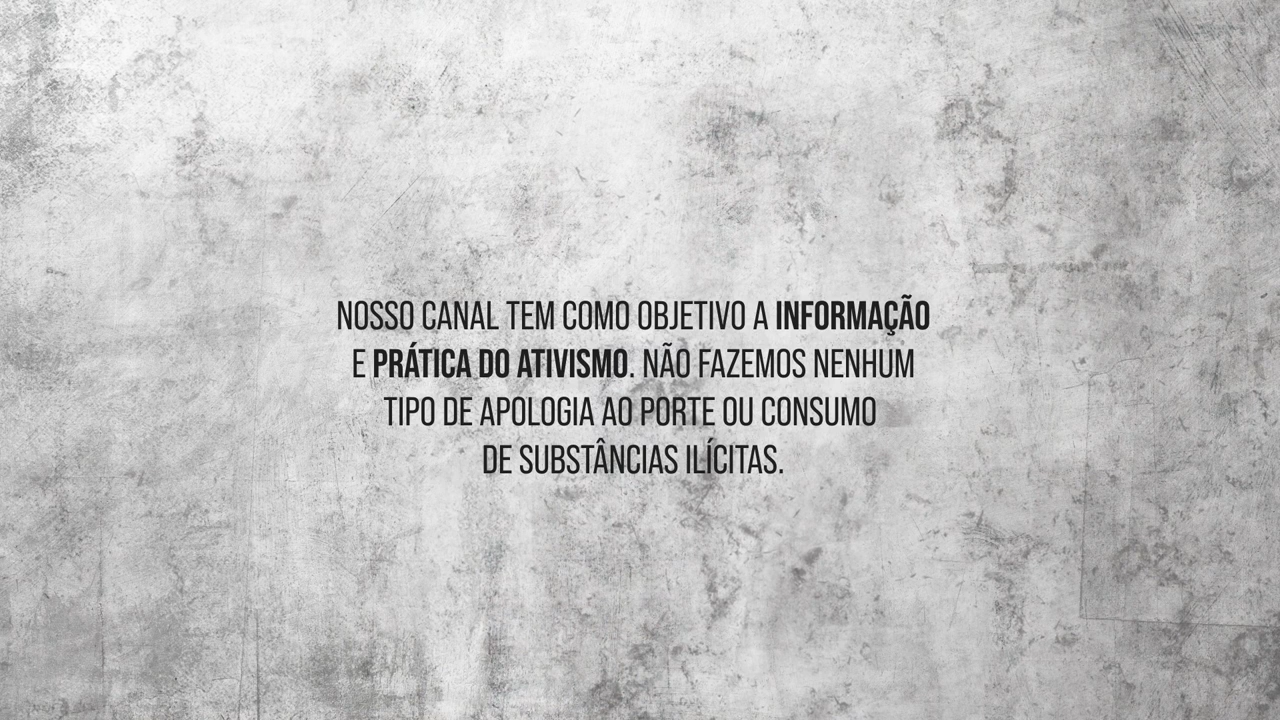 NOSSO CANAL TEM COMO OBJETIVO A INFORMAÇÃO
E PRÁTICA DO ATIVISMO. NÃO FAZEMOS NENHUM
TIPO DE APOLOGIA AO PORTE OU CONSUMO
DE SUBSTÂNCIAS ILÍCITAS.